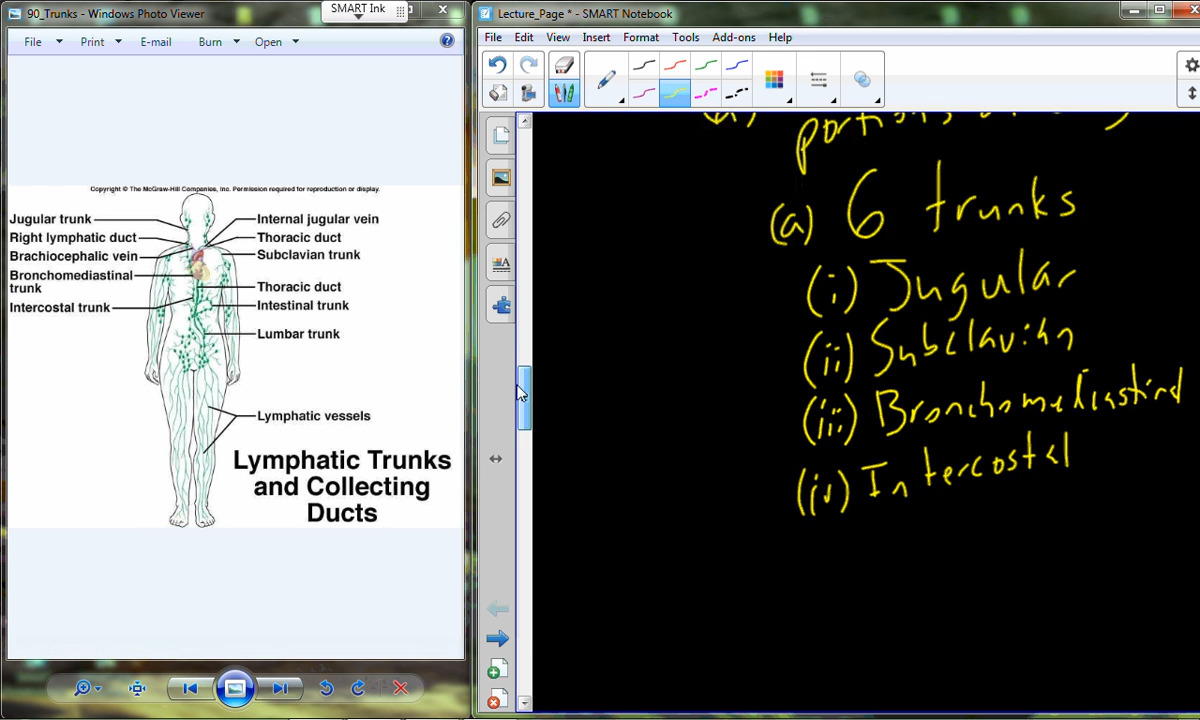 90_Trunks - Windows Photo Viewer
SMART Ink
File Print E-mail Burn Open
Copyright © The McGraw-Hill Companies, Inc. Permission required for reproduction or display.
Jugular trunk
Right lymphatic duct
Brachiocephalic vein
Bronchomediastinal
trunk
Intercostal trunk
Internal jugular vein
Thoracic duct
Subclavian trunk
Thoracic duct
Intestinal trunk
Lumbar trunk
Lymphatic vessels
Lymphatic Trunks
and Collecting
Ducts
Lecture_Page * - SMART Notebook
File Edit View Insert Format Tools Add-ons Help
(a) 6 trunks
(i) Jugular
(ii) Subclavian
(iii) Bronchomediastinal
(iv) Intercostal